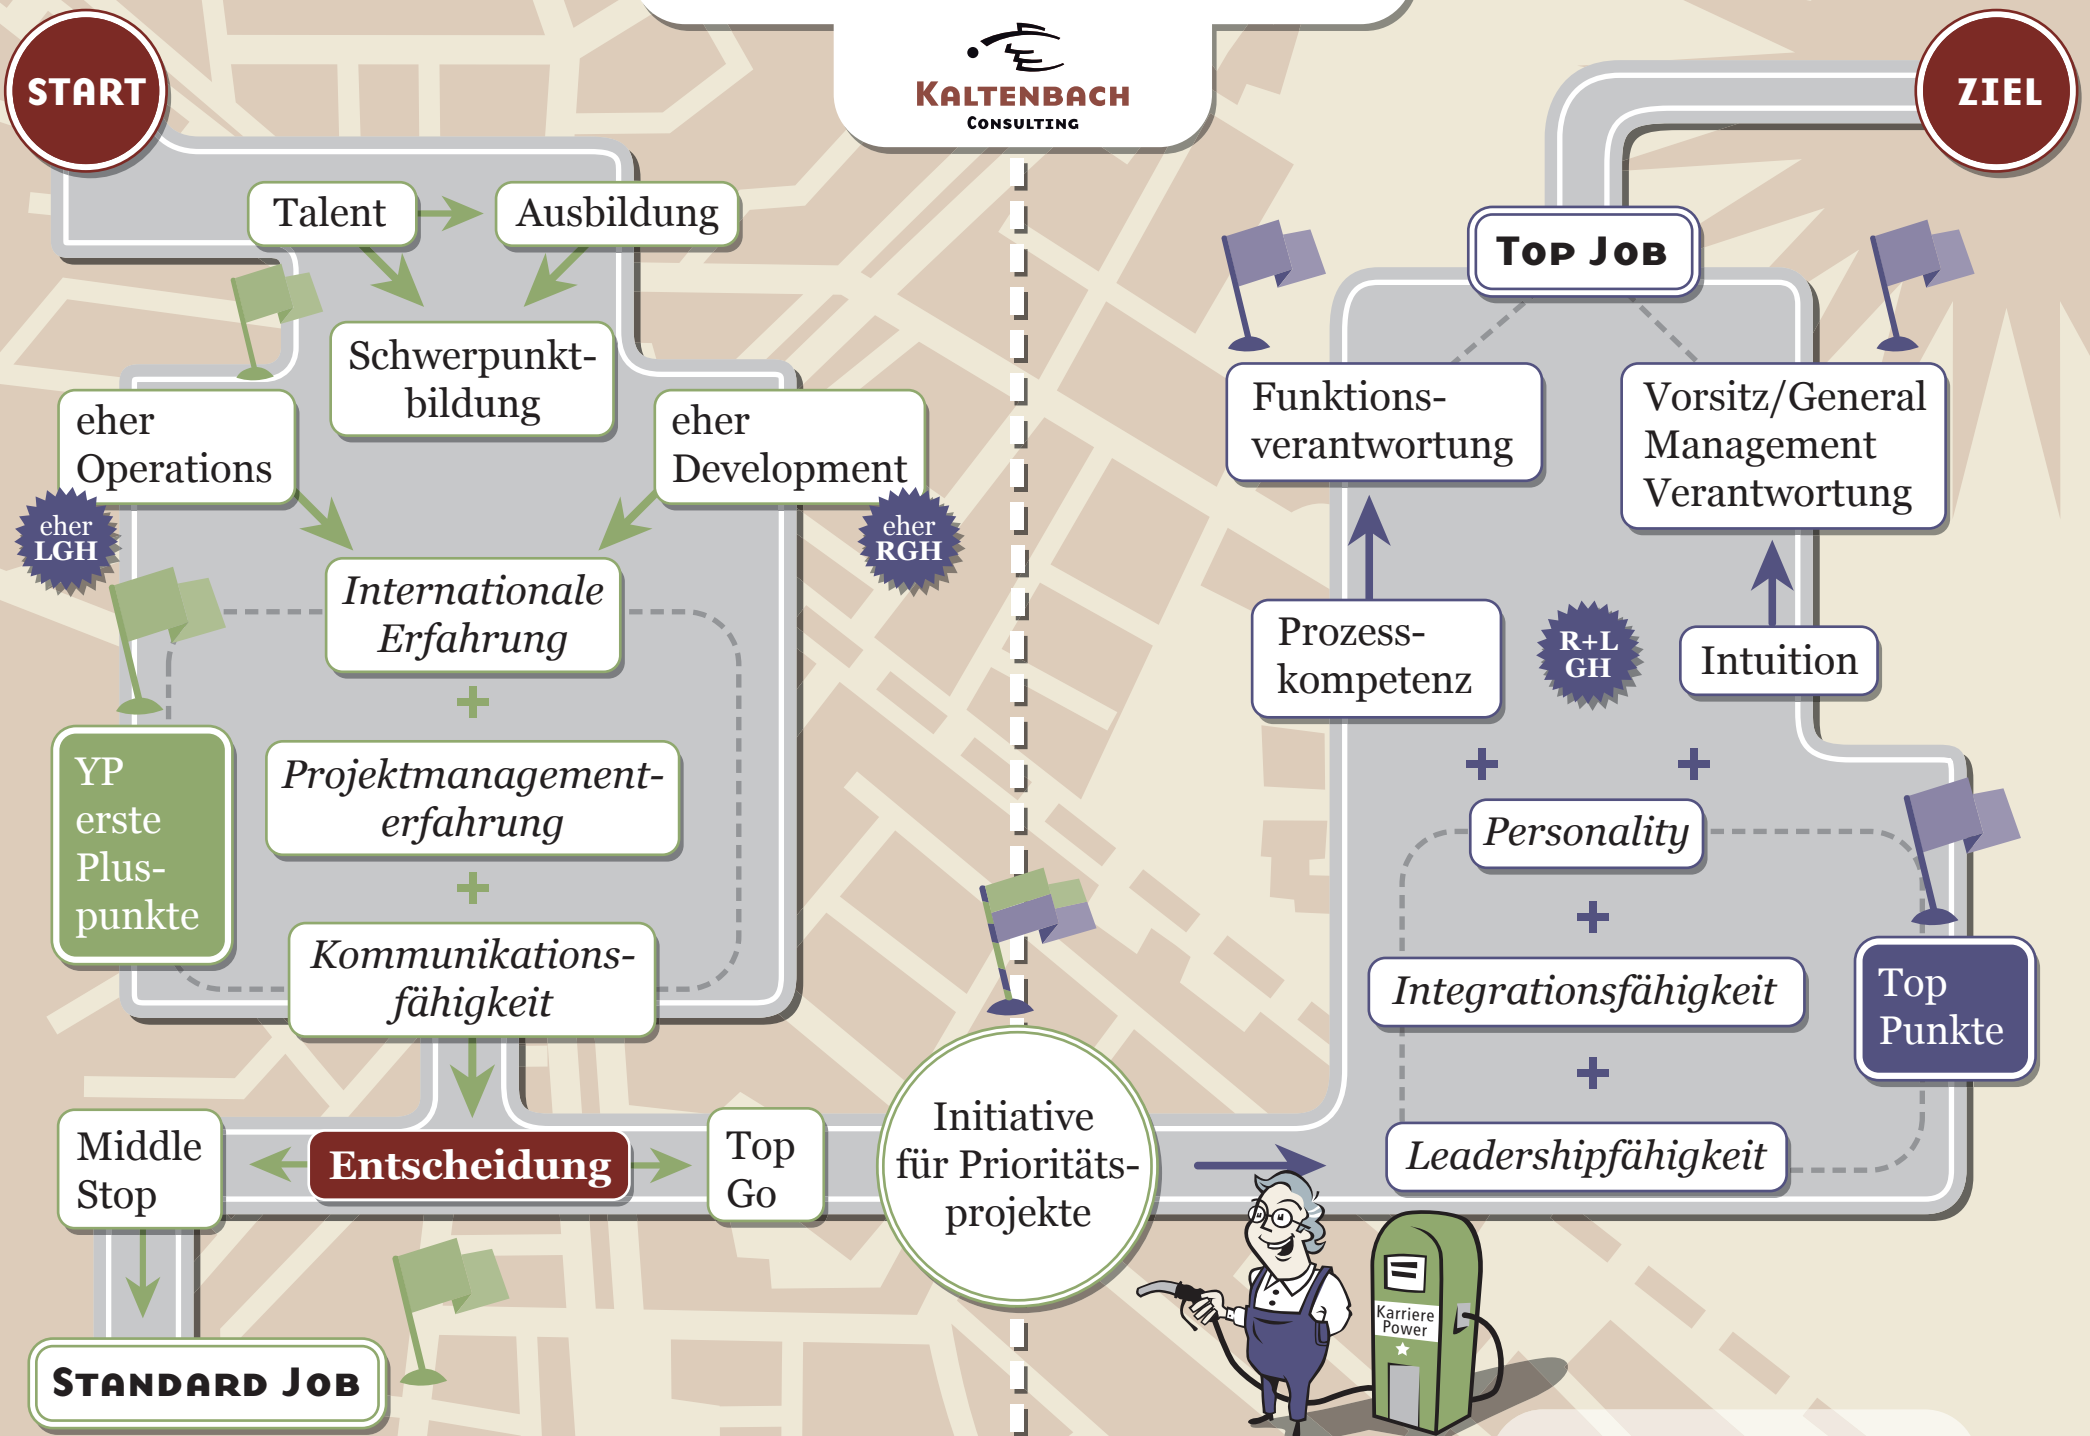 START
KALTENBACH
CONSULTING
ZIEL
Talent
Ausbildung
Schwerpunkt-
bildung
eher
Operations
eher
LGH
eher
Development
eher
RGH
Internationale
Erfahrung
+
Projektmanagement-
erfahrung
+
Kommunikations-
fähigkeit
YP
erste
Plus-
punkte
Entscheidung
Middle
Stop
Top
Go
STANDARD JOB
Initiative
für Prioritäts-
projekte
TOP JOB
Funktions-
verantwortung
Vorsitz/General
Management
Verantwortung
Prozess-
kompetenz
R+L
GH
Intuition
+ +
Personality
+
Integrationsfähigkeit
+
Leadershipfähigkeit
Top
Punkte
Karriere
Power